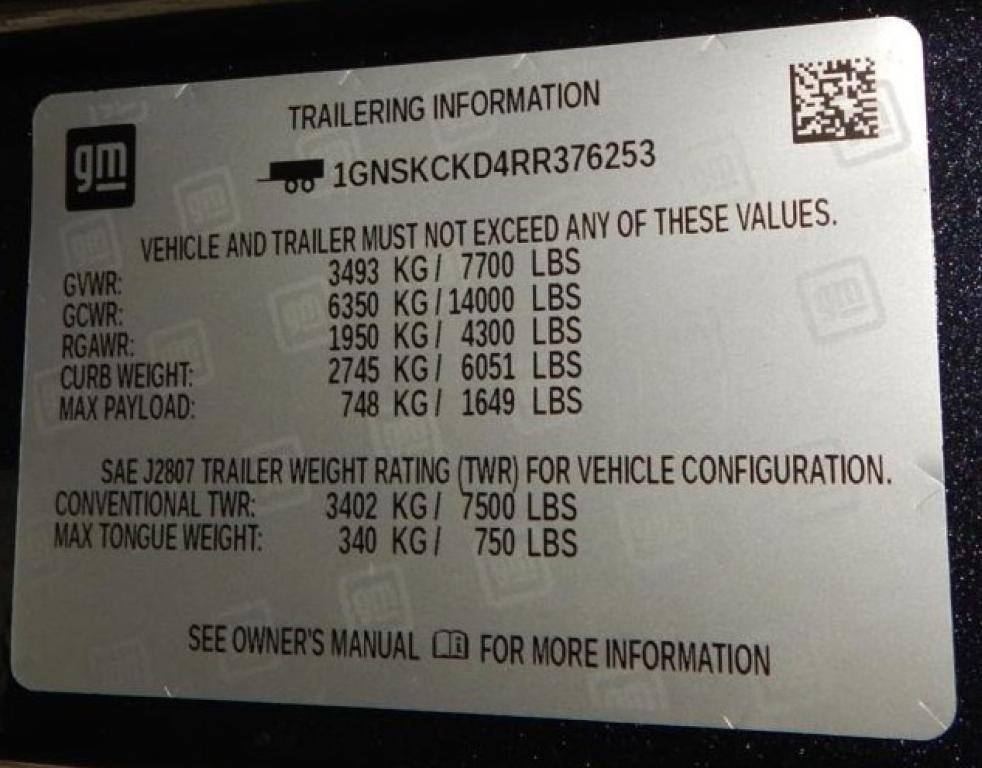 TRAILERING INFORMATION
gm
1GNSKCKD4RR376253
VEHICLE AND TRAILER MUST NOT EXCEED ANY OF THESE VALUES.
GVWR: 3493 KG / 7700 LBS
GCWR: 6350 KG / 14000 LBS
RGAWR: 1950 KG / 4300 LBS
CURB WEIGHT: 2745 KG / 6051 LBS
MAX PAYLOAD: 748 KG / 1649 LBS
SAE J2807 TRAILER WEIGHT RATING (TWR) FOR VEHICLE CONFIGURATION.
CONVENTIONAL TWR: 3402 KG / 7500 LBS
MAX TONGUE WEIGHT: 340 KG / 750 LBS
SEE OWNER'S MANUAL FOR MORE INFORMATION